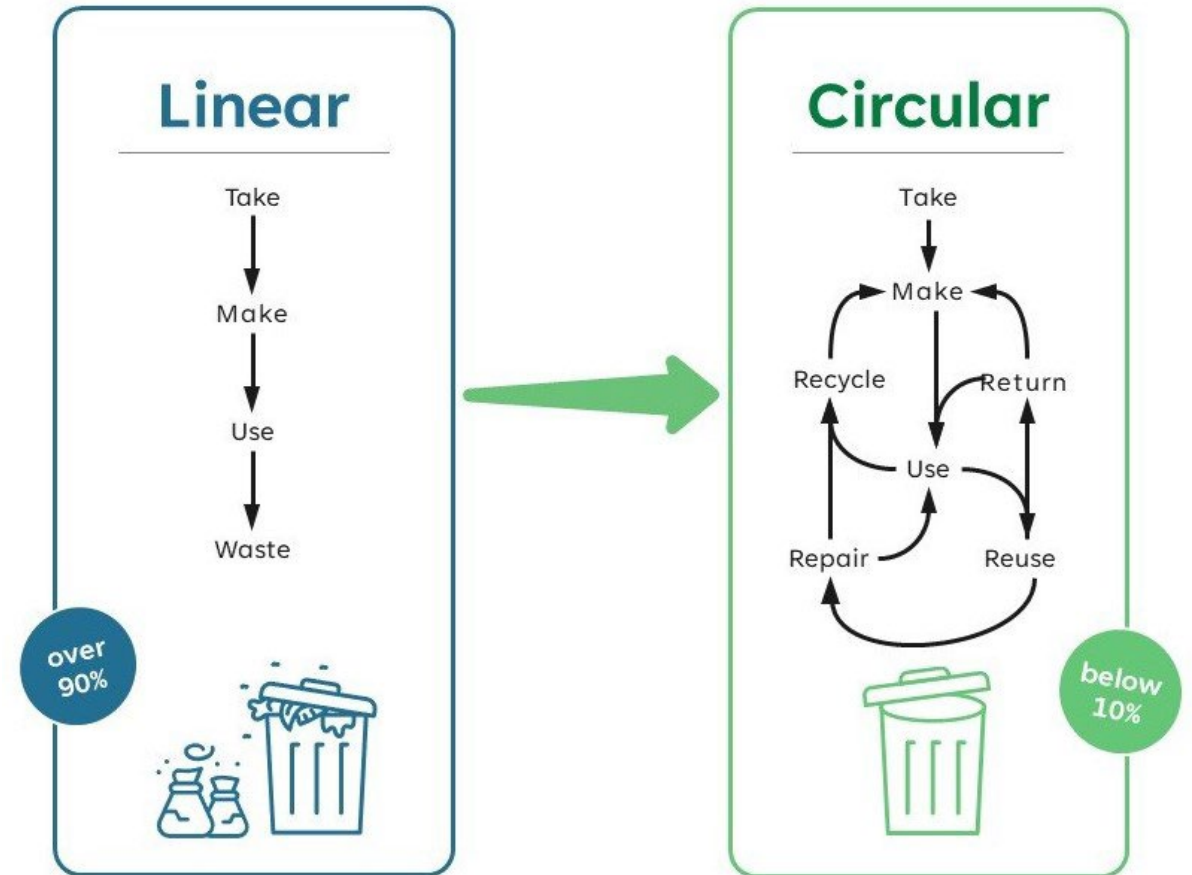 Linear
Take
Make
Use
Waste
over
90%
Circular
Take
Make
Recycle
Return
Use
Repair
Reuse
below
10%